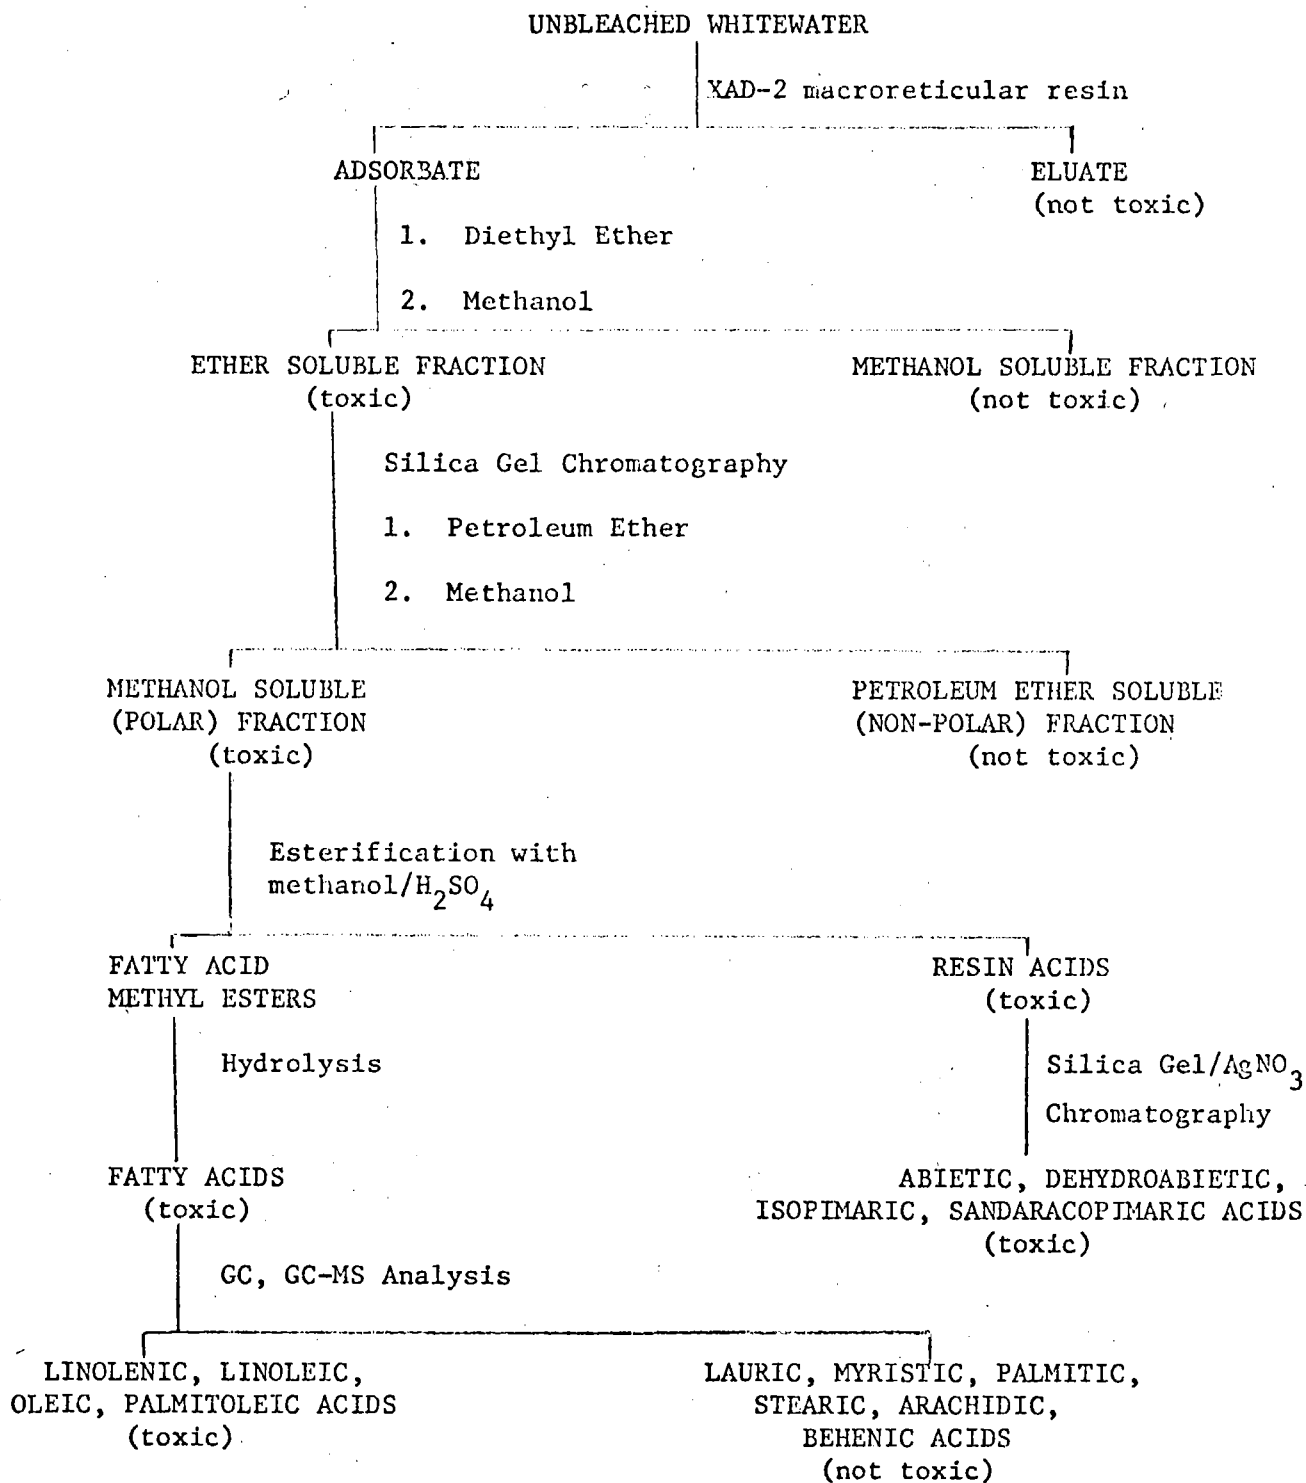 UNBLEACHED WHITEWATER
XAD-2 macroreticular resin
ADSORBATE
ELUATE
(not toxic)
1. Diethyl Ether
2. Methanol
ETHER SOLUBLE FRACTION
(toxic)
METHANOL SOLUBLE FRACTION
(not toxic)
Silica Gel Chromatography
1. Petroleum Ether
2. Methanol
METHANOL SOLUBLE
(POLAR) FRACTION
(toxic)
PETROLEUM ETHER SOLUBLE
(NON-POLAR) FRACTION
(not toxic)
Esterification with
methanol/H2SO4
FATTY ACID
METHYL ESTERS
RESIN ACIDS
(toxic)
Hydrolysis
Silica Gel/AgNO3
Chromatography
FATTY ACIDS
(toxic)
ABIETIC, DEHYDROABIETIC,
ISOPIMARIC, SANDARACOPIMARIC ACIDS
(toxic)
GC, GC-MS Analysis
LINOLENIC, LINOLEIC,
OLEIC, PALMITOLEIC ACIDS
(toxic)
LAURIC, MYRISTIC, PALMITIC,
STEARIC, ARACHIDIC,
BEHENIC ACIDS
(not toxic)